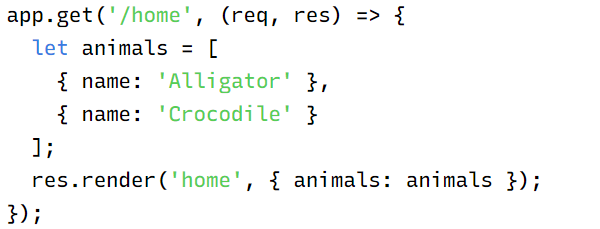 app.get('/home', (req, res) => {
  let animals = [
    { name: 'Alligator' },
    { name: 'Crocodile' }
  ];
  res.render('home', { animals: animals });
});